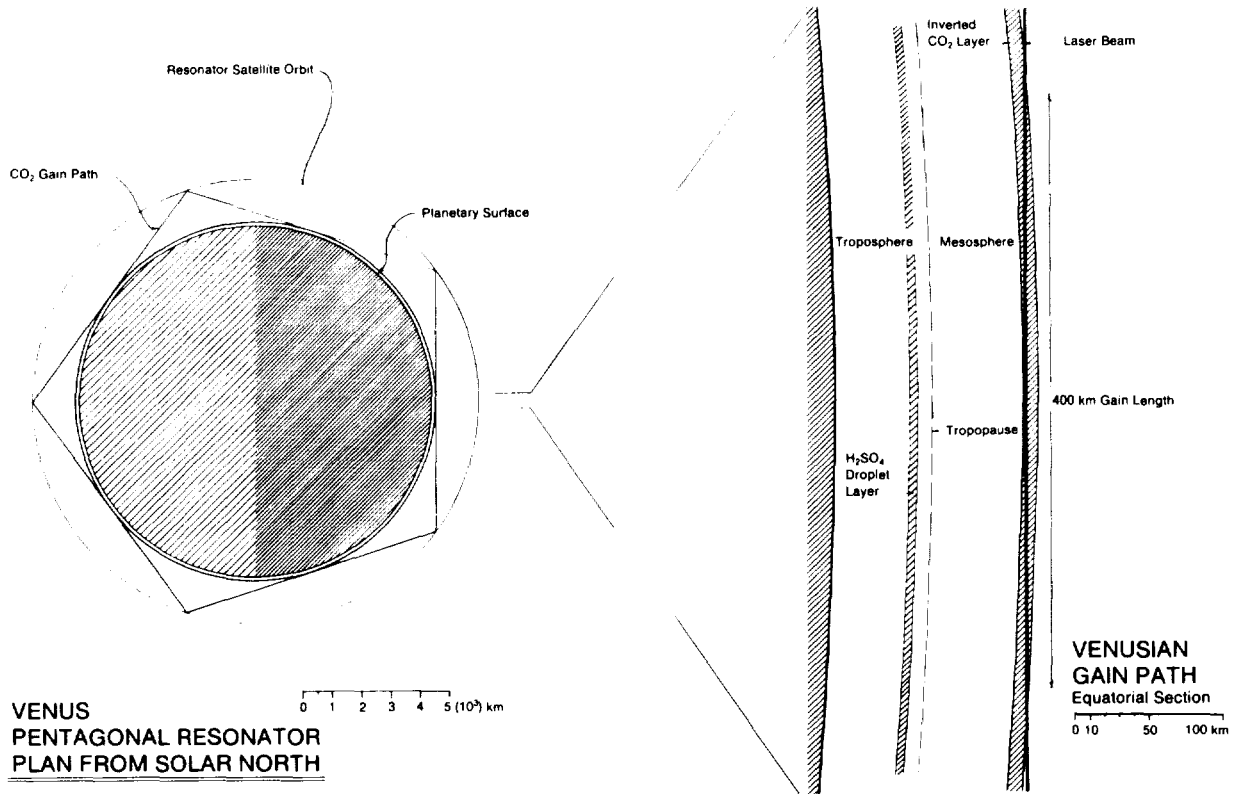 Resonator Satellite Orbit
CO₂ Gain Path
Planetary Surface
0 1 2 3 4 5 (10³) km
VENUS
PENTAGONAL RESONATOR
PLAN FROM SOLAR NORTH
Inverted
CO₂ Layer
Laser Beam
Troposphere
Mesosphere
400 km Gain Length
Tropopause
H₂SO₄
Droplet
Layer
VENUSIAN
GAIN PATH
Equatorial Section
0 10 50 100 km